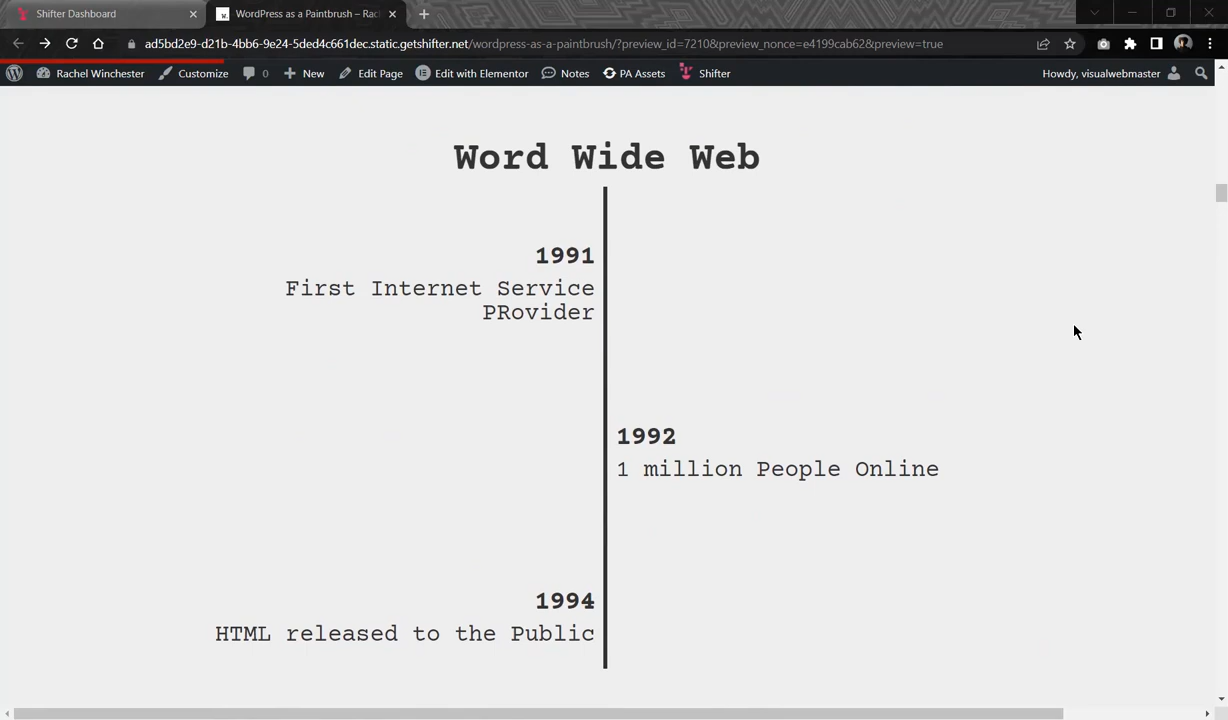 Shifter Dashboard
WordPress as a Paintbrush – Rac
ad5bd2e9-d21b-4bb6-9e24-5ded4c661dec.static.getshifter.net/wordpress-as-a-paintbrush/?preview_id=7210&preview_nonce=e4199cab62&preview=true
Rachel Winchester Customize 0 New Edit Page Edit with Elementor Notes PA Assets Shifter Howdy, visualwebmaster
Word Wide Web
1991
First Internet Service
PRovider
1992
1 million People Online
1994
HTML released to the Public